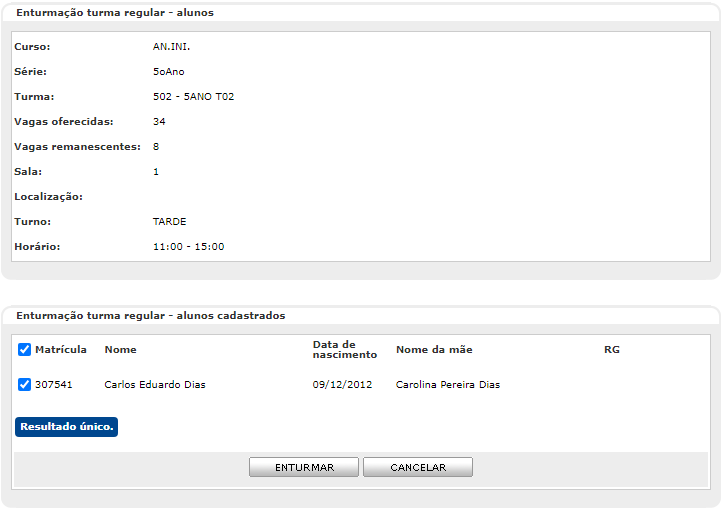 Enturmação turma regular - alunos
Curso: AN.INI.
Série: 5oAno
Turma: 502 - 5ANO T02
Vagas oferecidas: 34
Vagas remanescentes: 8
Sala: 1
Localização:
Turno: TARDE
Horário: 11:00 - 15:00
Enturmação turma regular - alunos cadastrados
Matrícula Nome Data de nascimento Nome da mãe RG
307541 Carlos Eduardo Dias 09/12/2012 Carolina Pereira Dias
Resultado único.
ENTURMAR CANCELAR